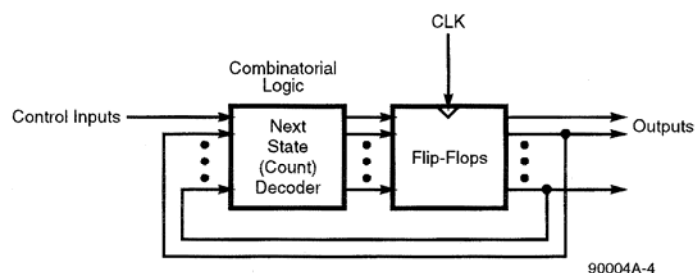 CLK
Combinatorial
Logic
Control Inputs
Next
State
(Count)
Decoder
Flip-Flops
Outputs
90004A-4